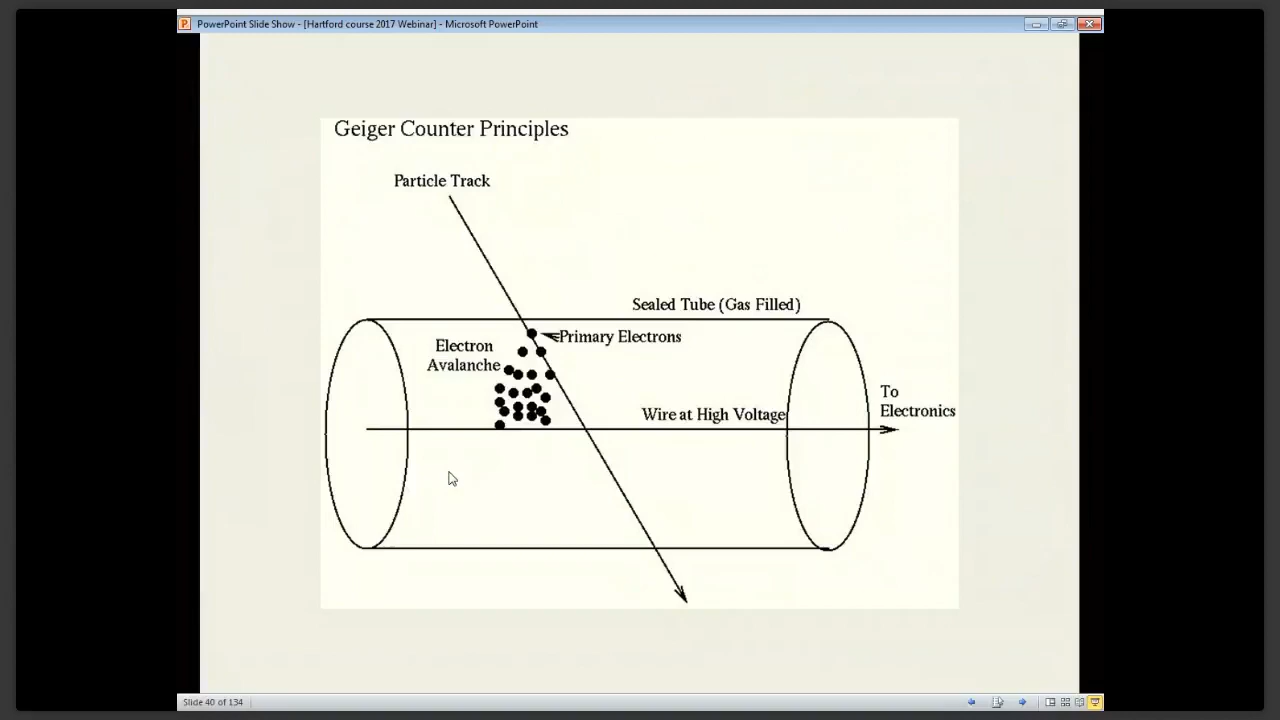 PowerPoint Slide Show - [Hartford course 2017 Webinar] - Microsoft PowerPoint
Geiger Counter Principles
Particle Track
Sealed Tube (Gas Filled)
Primary Electrons
Electron
Avalanche
Wire at High Voltage
To
Electronics
Slide 40 of 134